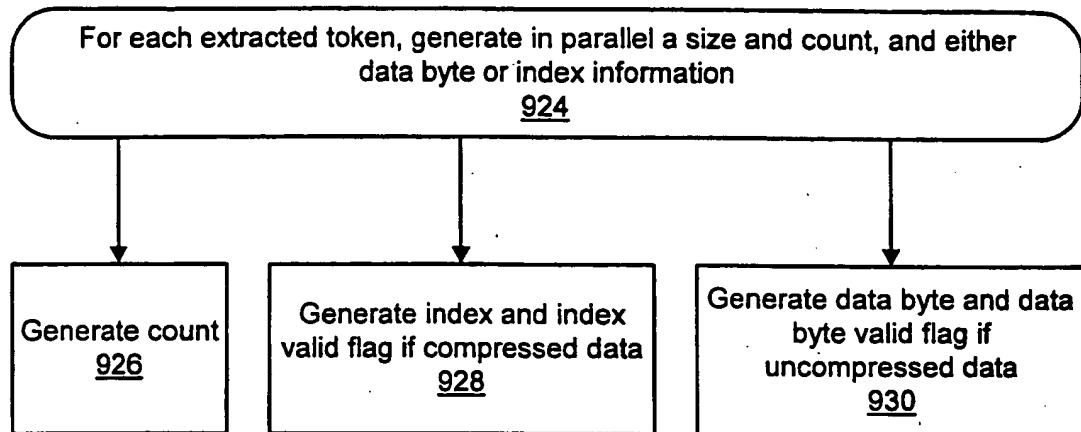 For each extracted token, generate in parallel a size and count, and either
data byte or index information
924
Generate count
926
Generate index and index
valid flag if compressed data
928
Generate data byte and data
byte valid flag if
uncompressed data
930